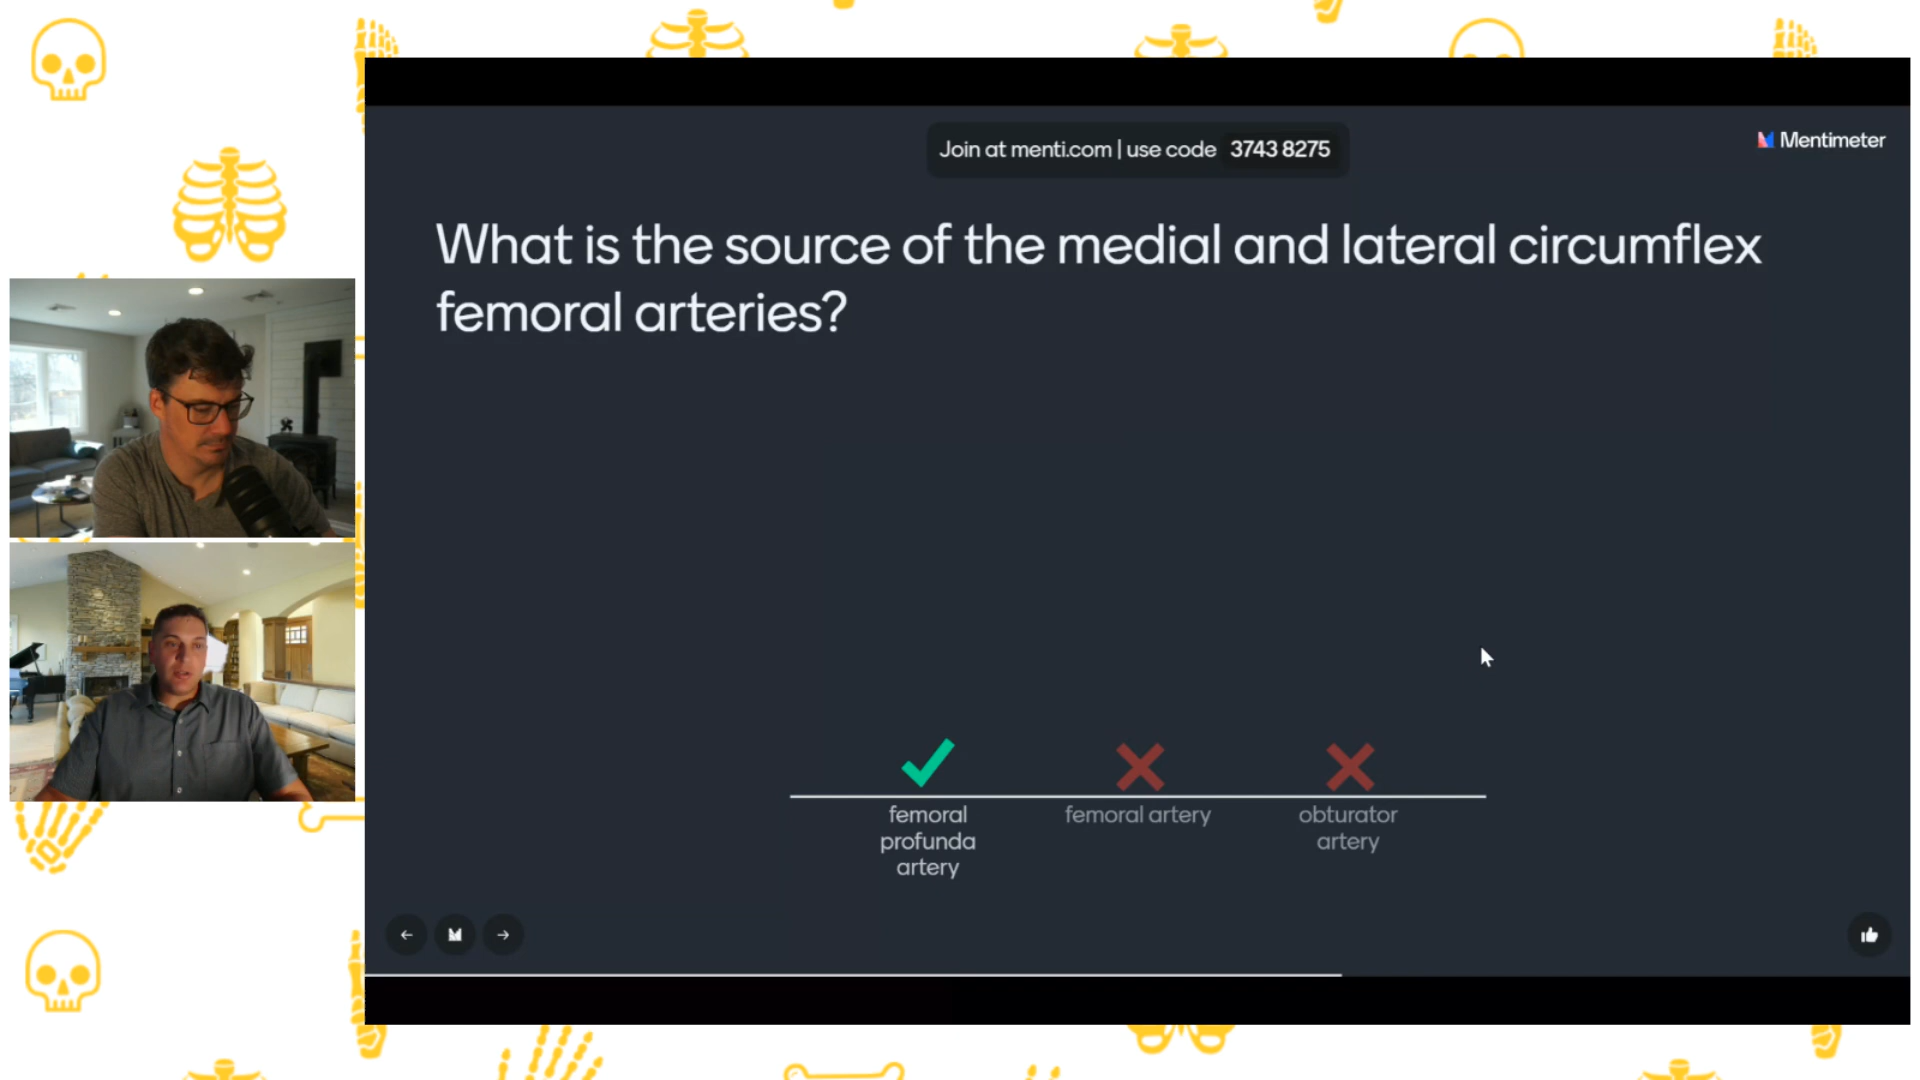 Join at menti.com | use code 3743 8275
Mentimeter
What is the source of the medial and lateral circumflex
femoral arteries?
femoral
profunda
artery
femoral artery
obturator
artery